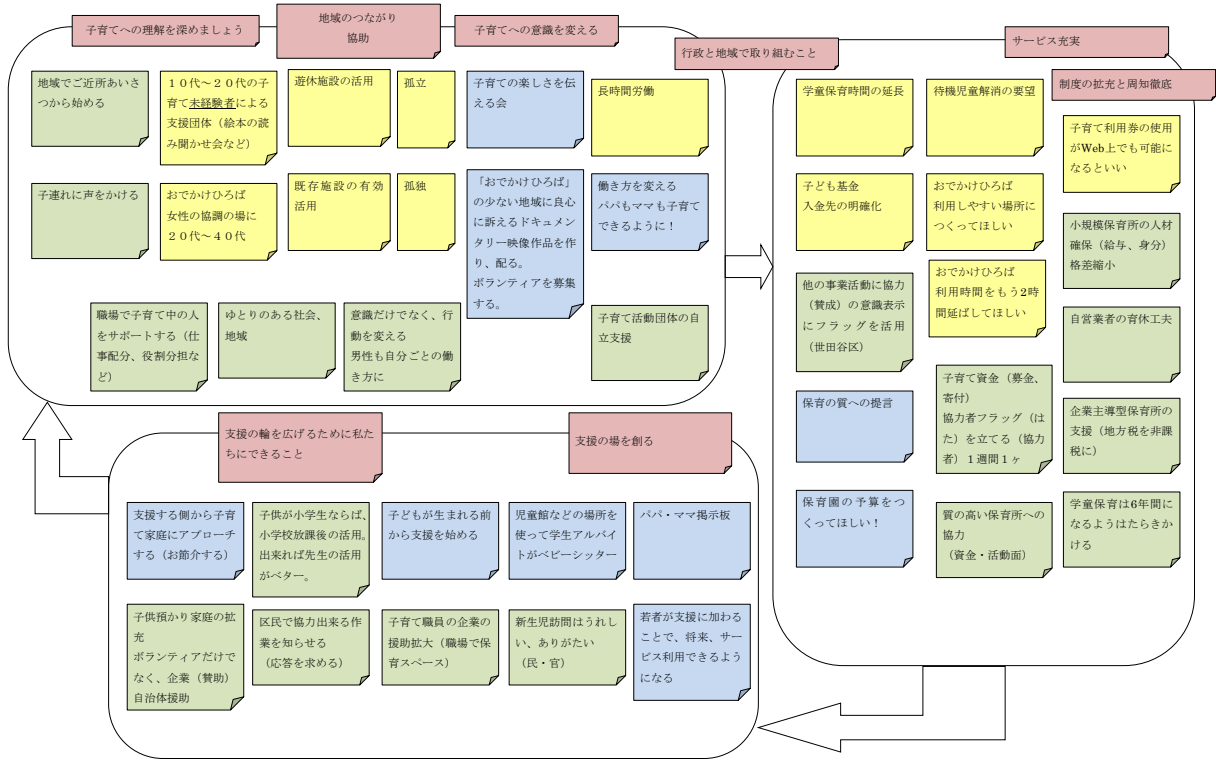 子育てへの理解を深めましょう
地域のつながり
協助
子育てへの意識を変える
地域でご近所あいさ
つから始める
10代～20代の子
育て未経験者による
支援団体（絵本の読
み聞かせ会など）
遊休施設の活用
孤立
子育ての楽しさを伝
える会
長時間労働
子連れに声をかける
おでかけひろば
女性の協調の場に
20代～40代
既存施設の有効
活用
孤独
「おでかけひろば」
の少ない地域に良心
に訴えるドキュメン
タリー映像作品を作
り、配る。
ボランティアを募集
する。
働き方を変える
パパもママも子育て
できるように！
職場で子育て中の人
をサポートする（仕
事配分、役割分担な
ど）
ゆとりのある社会、
地域
意識だけでなく、行
動を変える
男性も自分ごとの働
き方に
子育て活動団体の自
立支援
行政と地域で取り組むこと
サービス充実
制度の拡充と周知徹底
学童保育時間の延長
待機児童解消の要望
子育て利用券の使用
がWeb上でも可能に
なるといい
子ども基金
入金先の明確化
おでかけひろば
利用しやすい場所に
つくってほしい
小規模保育所の人材
確保（給与、身分）
格差縮小
他の事業活動に協力
（賛成）の意識表示
にフラッグを活用
（世田谷区）
おでかけひろば
利用時間をもう2時
間延ばしてほしい
自営業者の育休工夫
保育の質への提言
子育て資金（募金、
寄付）
協力者フラッグ（は
た）を立てる（協力
者）1週間1ヶ
企業主導型保育所の
支援（地方税を非課
税に）
保育園の予算をつ
くってほしい！
質の高い保育所への
協力
（資金・活動面）
学童保育は6年間に
なるようはたらきか
ける
支援の輪を広げるために私た
ちにできること
支援の場を創る
支援する側から子育
て家庭にアプローチ
する（お節介する）
子供が小学生ならば、
小学校放課後の活用。
出来れば先生の活用
がベター。
子どもが生まれる前
から支援を始める
児童館などの場所を
使って学生アルバイ
トがベビーシッター
パパ・ママ掲示板
子供預かり家庭の拡
充
ボランティアだけで
なく、企業（賛助）
自治体援助
区民で協力出来る作
業を知らせる
（応答を求める）
子育て職員の企業の
援助拡大（職場で保
育スペース）
新生児訪問はうれし
い、ありがたい
（民・官）
若者が支援に加わる
ことで、将来、サー
ビス利用できるよう
になる